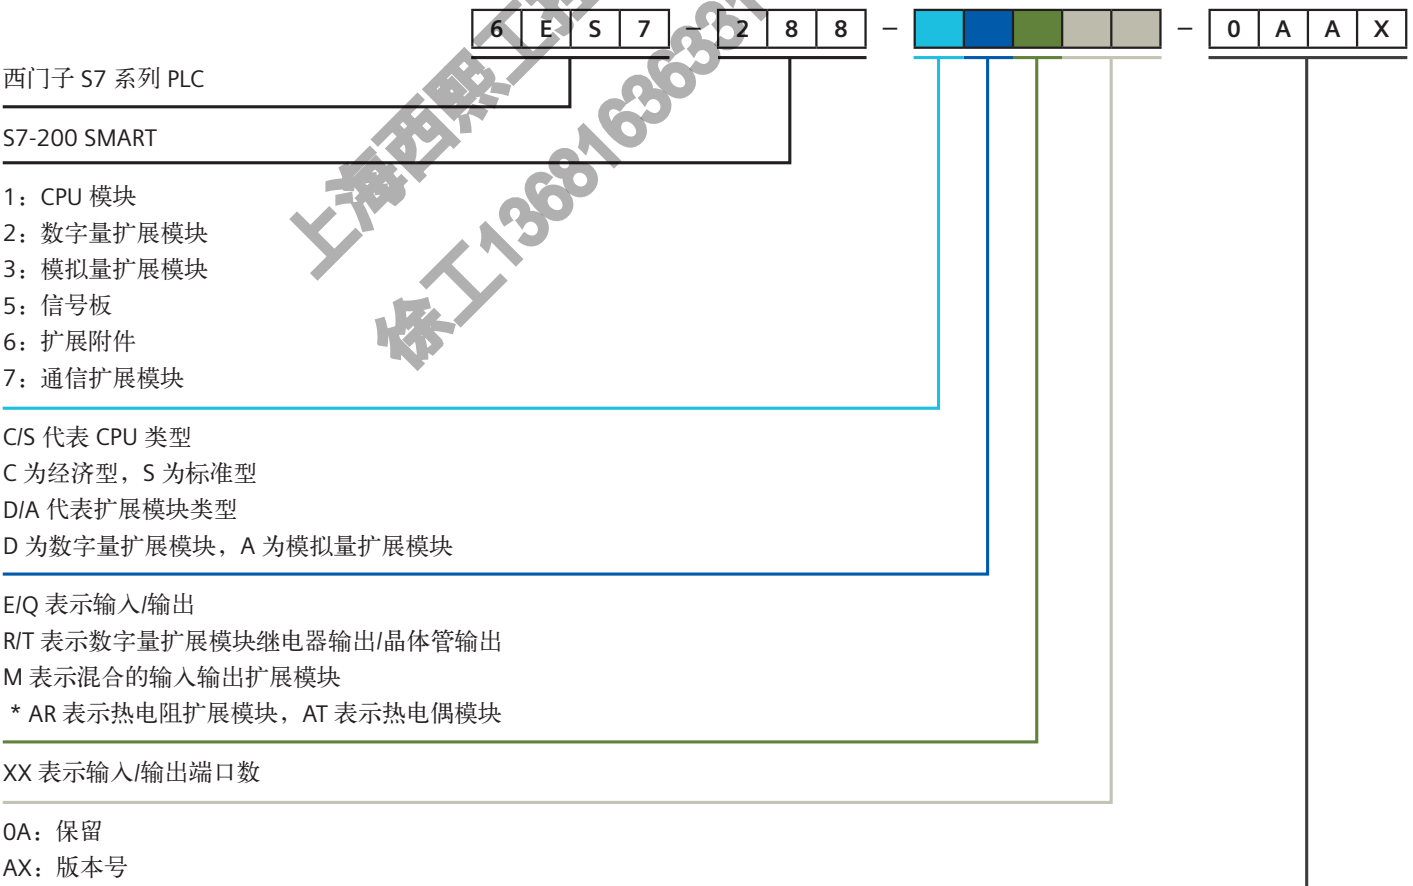 6ES7-288- -0AAX
西门子 S7 系列 PLC
S7-200 SMART
1：CPU 模块
2：数字量扩展模块
3：模拟量扩展模块
5：信号板
6：扩展附件
7：通信扩展模块
C/S 代表 CPU 类型
C 为经济型，S 为标准型
D/A 代表扩展模块类型
D 为数字量扩展模块，A 为模拟量扩展模块
E/Q 表示输入/输出
R/T 表示数字量扩展模块继电器输出/晶体管输出
M 表示混合的输入输出扩展模块
* AR 表示热电阻扩展模块，AT 表示热电偶模块
XX 表示输入/输出端口数
0A：保留
AX：版本号
上海西熙工控
徐工1368163633